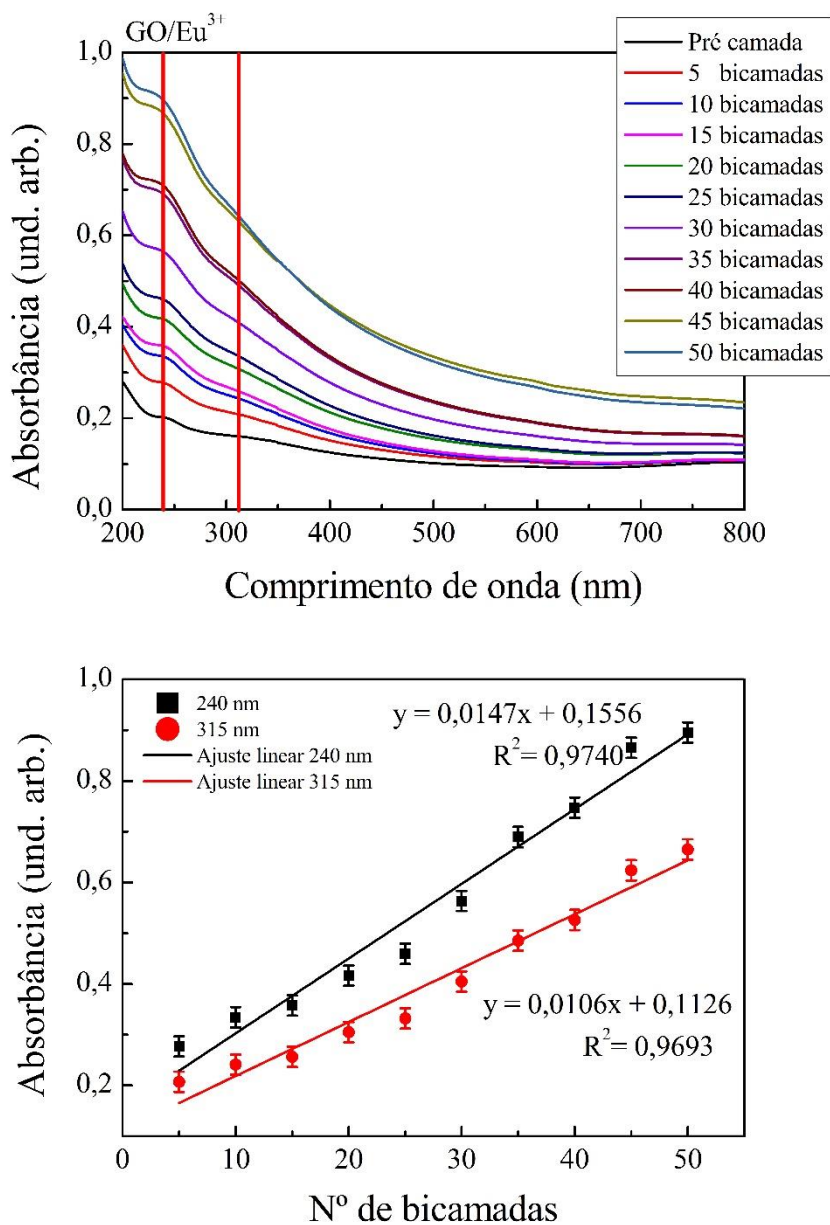 GO/Eu³⁺
Absorbância (und. arb.)
1,0
0,8
0,6
0,4
0,2
0,0
200 300 400 500 600 700 800
Comprimento de onda (nm)
Pré camada
5 bicamadas
10 bicamadas
15 bicamadas
20 bicamadas
25 bicamadas
30 bicamadas
35 bicamadas
40 bicamadas
45 bicamadas
50 bicamadas
Absorbância (und. arb.)
1,0
0,8
0,6
0,4
0,2
240 nm
315 nm
Ajuste linear 240 nm
Ajuste linear 315 nm
y = 0,0147x + 0,1556
R²= 0,9740
y = 0,0106x + 0,1126
R²= 0,9693
0 10 20 30 40 50
Nº de bicamadas